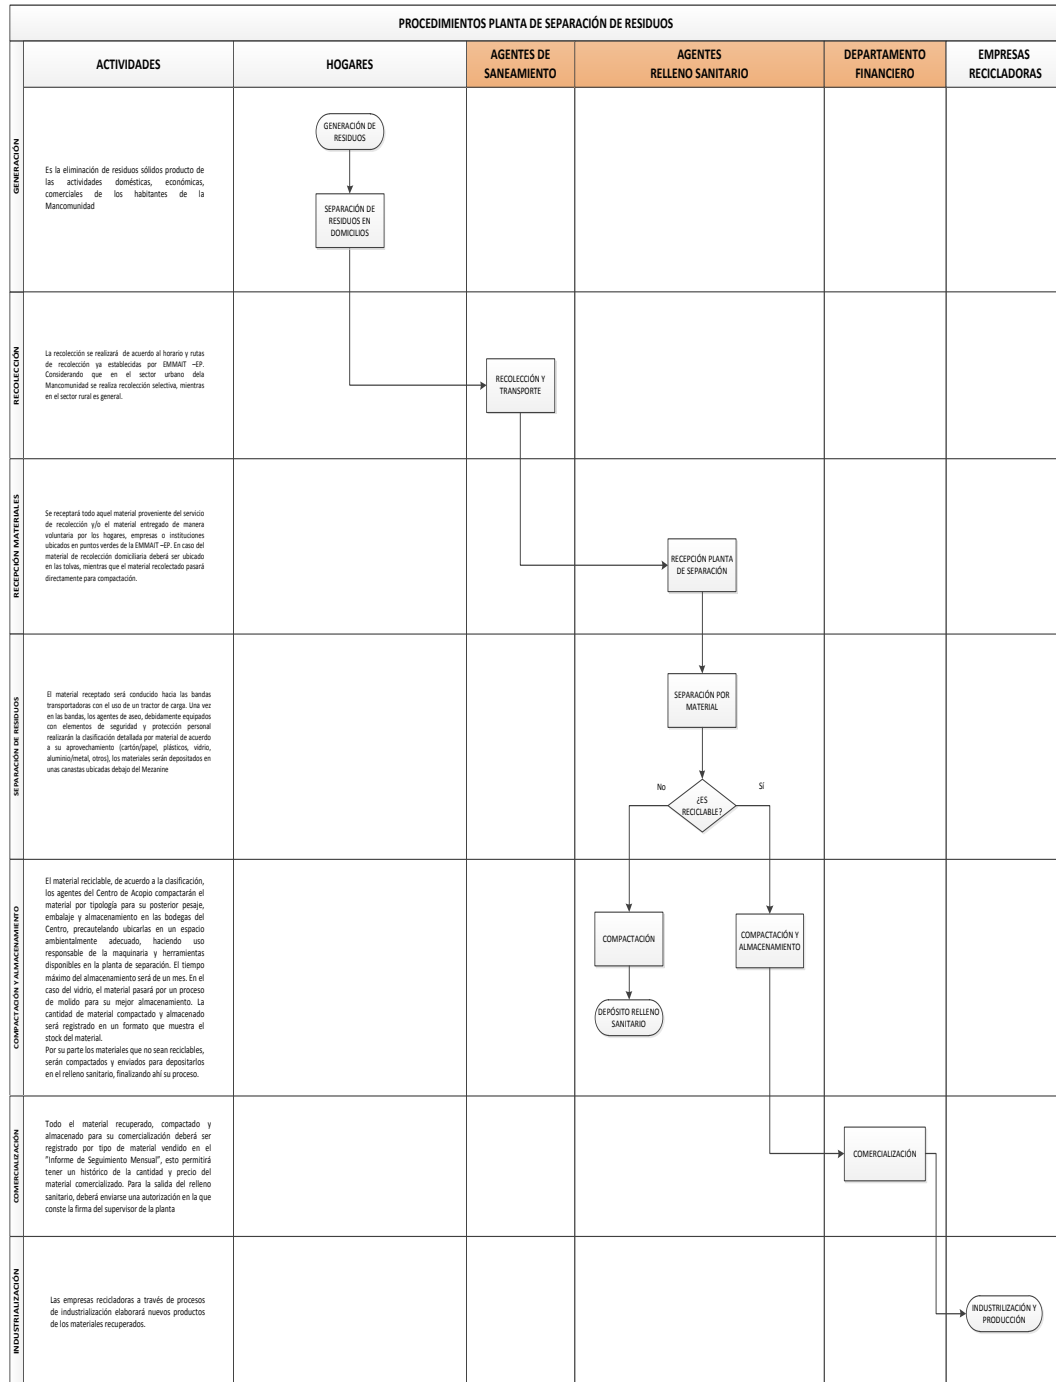 PROCEDIMIENTOS PLANTA DE SEPARACIÓN DE RESIDUOS
ACTIVIDADES
HOGARES
AGENTES DE
SANEAMIENTO
AGENTES
RELLENO SANITARIO
DEPARTAMENTO
FINANCIERO
EMPRESAS
RECICLADORAS
GENERACIÓN
Es la eliminación de residuos sólidos producto de
las actividades domésticas, económicas,
comerciales de los habitantes de la
Mancomunidad
GENERACIÓN DE
RESIDUOS
SEPARACIÓN DE
RESIDUOS EN
DOMICILIOS
RECOLECCIÓN
La recolección se realizará de acuerdo al horario y rutas
de recolección ya establecidas por EMMAIT –EP.
Considerando que en el sector urbano dela
Mancomunidad se realiza recolección selectiva, mientras
en el sector rural es general.
RECOLECCIÓN Y
TRANSPORTE
RECEPCIÓN MATERIALES
Se receptará todo aquel material proveniente del servicio
de recolección y/o el material entregado de manera
voluntaria por los hogares, empresas o instituciones
ubicados en puntos verdes de la EMMAIT –EP. En caso del
material de recolección domiciliaria deberá ser ubicado
en las tolvas, mientras que el material recolectado pasará
directamente para compactación.
RECEPCIÓN PLANTA
DE SEPARACIÓN
SEPARACIÓN DE RESIDUOS
El material receptado será conducido hacia las bandas
transportadoras con el uso de un tractor de carga. Una vez
en las bandas, los agentes de aseo, debidamente equipados
con elementos de seguridad y protección personal
realizarán la clasificación detallada por material de acuerdo
a su aprovechamiento (cartón/papel, plásticos, vidrio,
aluminio/metal, otros), los materiales serán depositados en
unas canastas ubicadas debajo del Mezanine
SEPARACIÓN POR
MATERIAL
No
Sí
¿ES
RECICLABLE?
COMPACTACIÓN Y ALMACENAMIENTO
El material reciclable, de acuerdo a la clasificación,
los agentes del Centro de Acopio compactarán el
material por tipología para su posterior pesaje,
embalaje y almacenamiento en las bodegas del
Centro, precautelando ubicarlas en un espacio
ambientalmente adecuado, haciendo uso
responsable de la maquinaria y herramientas
disponibles en la planta de separación. El tiempo
máximo del almacenamiento será de un mes. En el
caso del vidrio, el material pasará por un proceso
de molido para su mejor almacenamiento. La
cantidad de material compactado y almacenado
será registrado en un formato que muestra el
stock del material.
Por su parte los materiales que no sean reciclables,
serán compactados y enviados para depositarlos
en el relleno sanitario, finalizando ahí su proceso.
COMPACTACIÓN
COMPACTACIÓN Y
ALMACENAMIENTO
DEPÓSITO RELLENO
SANITARIO
COMERCIALIZACIÓN
Todo el material recuperado, compactado y
almacenado para su comercialización deberá ser
registrado por tipo de material vendido en el
"Informe de Seguimiento Mensual", esto permitirá
tener un histórico de la cantidad y precio del
material comercializado. Para la salida del relleno
sanitario, deberá enviarse una autorización en la que
conste la firma del supervisor de la planta
COMERCIALIZACIÓN
INDUSTRIALIZACIÓN
Las empresas recicladoras a través de procesos
de industrialización elaborará nuevos productos
de los materiales recuperados.
INDUSTRILIZACIÓN Y
PRODUCCIÓN